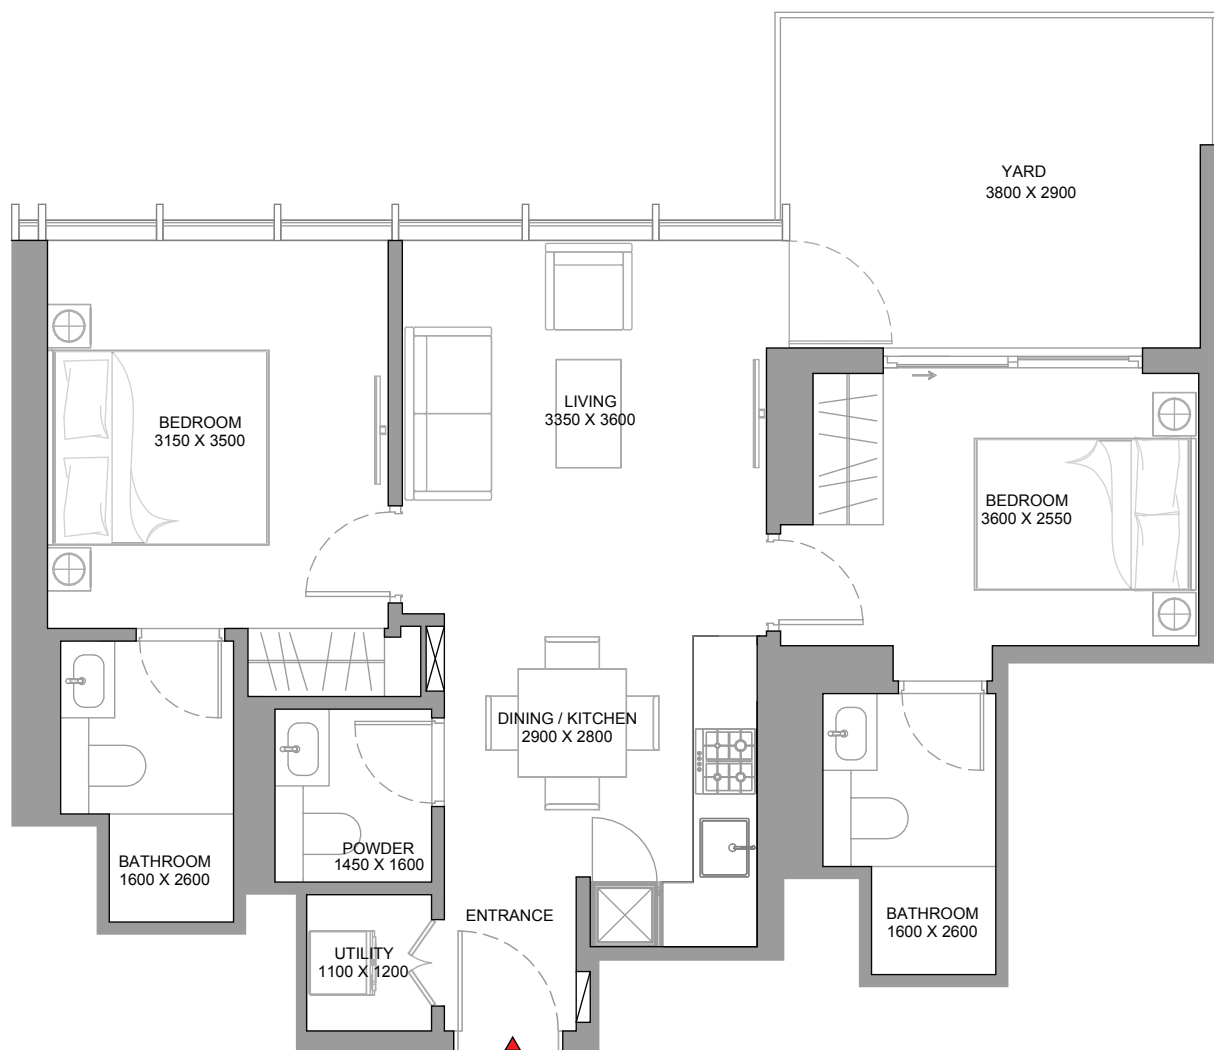 YARD
3800 X 2900
LIVING
3350 X 3600
BEDROOM
3150 X 3500
BEDROOM
3600 X 2550
DINING / KITCHEN
2900 X 2800
POWDER
1450 X 1600
BATHROOM
1600 X 2600
ENTRANCE
BATHROOM
1600 X 2600
UTILITY
1100 X 1200